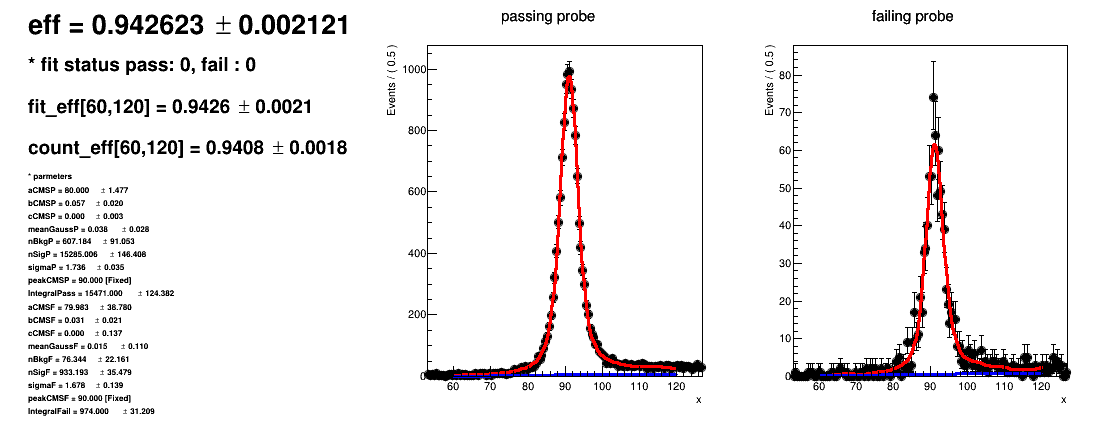 eff = 0.942623 ± 0.002121
* fit status pass: 0, fail : 0
fit_eff[60,120] = 0.9426 ± 0.0021
count_eff[60,120] = 0.9408 ± 0.0018
* parmeters
aCMSP = 80.000 ± 1.477
bCMSP = 0.057 ± 0.020
cCMSP = 0.000 ± 0.003
meanGaussP = 0.038 ± 0.028
nBkgP = 607.184 ± 91.053
nSigP = 15285.006 ± 146.408
sigmaP = 1.736 ± 0.035
peakCMSP = 90.000 [Fixed]
IntegralPass = 15471.000 ± 124.382
aCMSF = 79.983 ± 38.780
bCMSF = 0.031 ± 0.021
cCMSF = 0.000 ± 0.137
meanGaussF = 0.015 ± 0.110
nBkgF = 76.344 ± 22.161
nSigF = 933.193 ± 35.479
sigmaF = 1.678 ± 0.139
peakCMSF = 90.000 [Fixed]
IntegralFail = 974.000 ± 31.209
passing probe
Events / ( 0.5 )
1000
800
600
400
200
0
60 70 80 90 100 110 120
x
failing probe
Events / ( 0.5 )
80
70
60
50
40
30
20
10
0
60 70 80 90 100 110 120
x